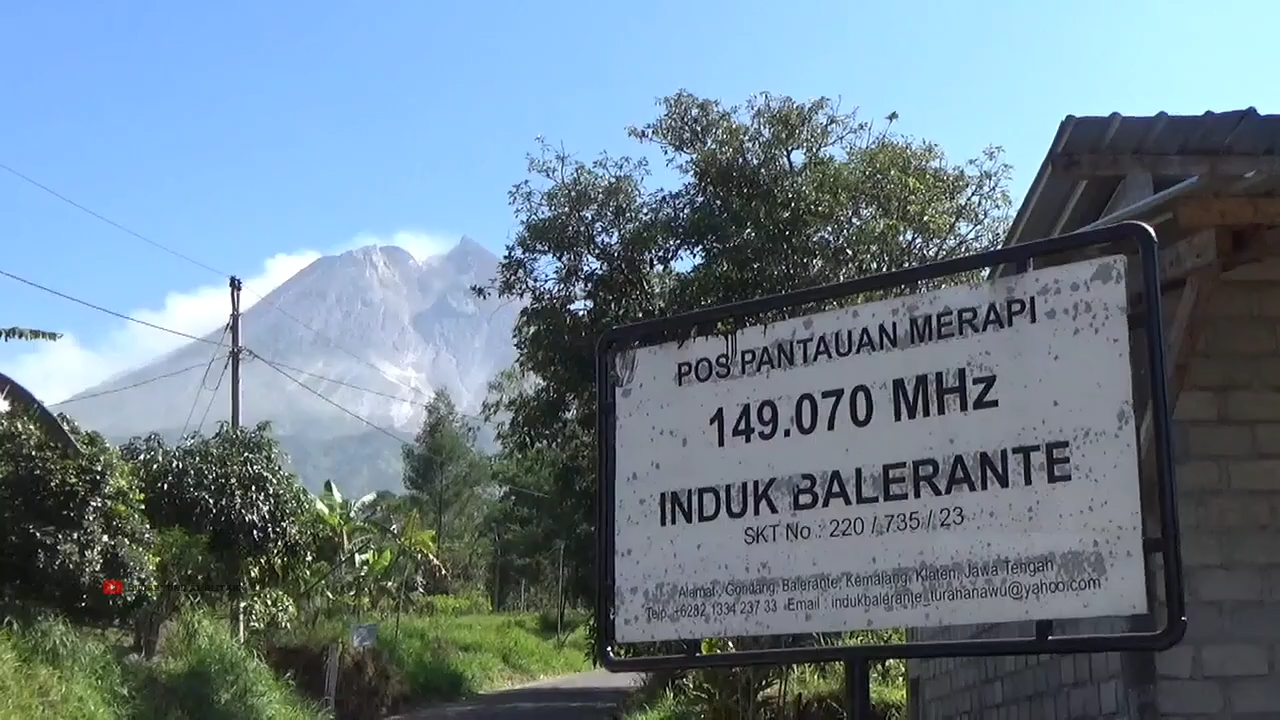 POS PANTAUAN MERAPI
149.070 MHz
INDUK BALERANTE
SKT No : 220 / 735 / 23
Alamat : Gondang, Balerante, Kemalang, Klaten, Jawa Tengah
Telp. +6282 1334 237 33 Email : indukbalerante_turahanawu@yahoo.com